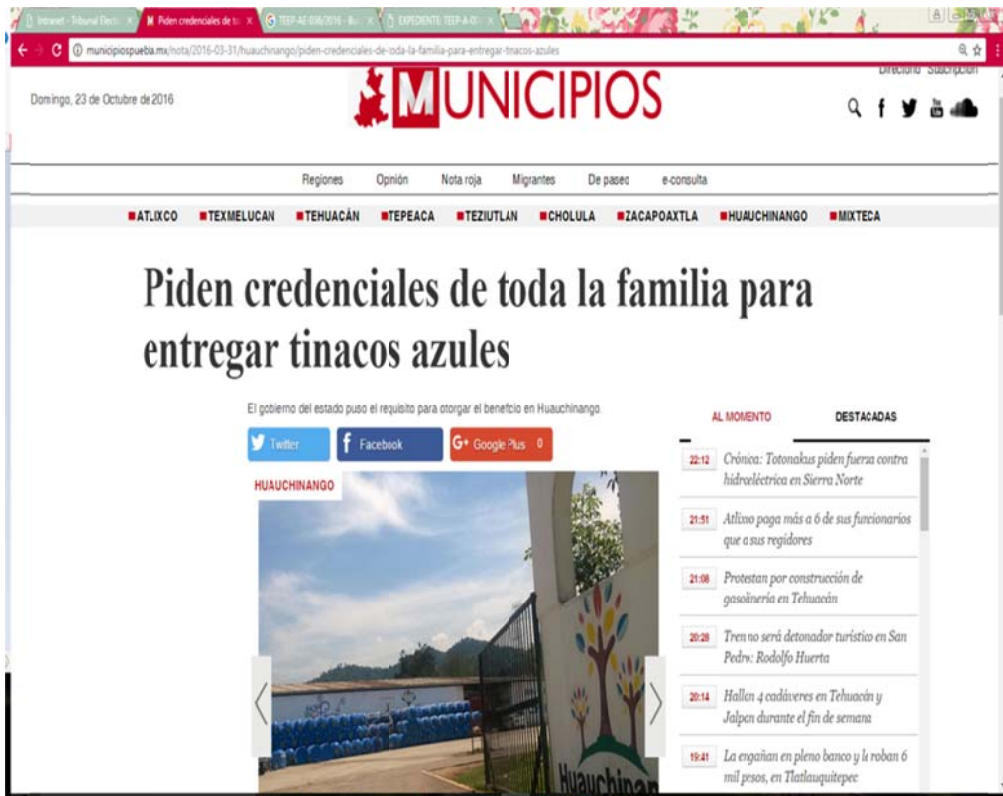 Intranet - Tribunal Electo
Piden credenciales de to
TEEP-AE-036/2016 - Bu
EXPEDIENTE TEEP-A-0
municipiospuebla.mx/nota/2016-03-31/huauchinango/piden-credenciales-de-toda-la-familia-para-entregar-tinacos-azules
Directorio Suscripción
Domingo, 23 de Octubre de 2016
MUNICIPIOS
Regiones Opinión Nota roja Migrantes De paseo e-consulta
ATLIXCO TEXMELUCAN TEHUACÁN TEPEACA TEZIUTLAN CHOLULA ZACAPOAXTLA HUAUCHINANGO MIXTECA
Piden credenciales de toda la familia para
entregar tinacos azules
El gobierno del estado puso el requisito para otorgar el beneficio en Huauchinango.
Twitter
Facebook
Google Plus 0
HUAUCHINANGO
Huauchinan
AL MOMENTO DESTACADAS
22:12 Crónica: Totonakus piden fuerza contra
hidroeléctrica en Sierra Norte
21:51 Atlixco paga más a 6 de sus funcionarios
que a sus regidores
21:08 Protestan por construcción de
gasolinería en Tehuacán
20:28 Tren no será detonador turístico en San
Pedro: Rodolfo Huerta
20:14 Hallan 4 cadáveres en Tehuacán y
Jalpan durante el fin de semana
19:41 La engañan en pleno banco y le roban 6
mil pesos, en Tlatlauquitepec